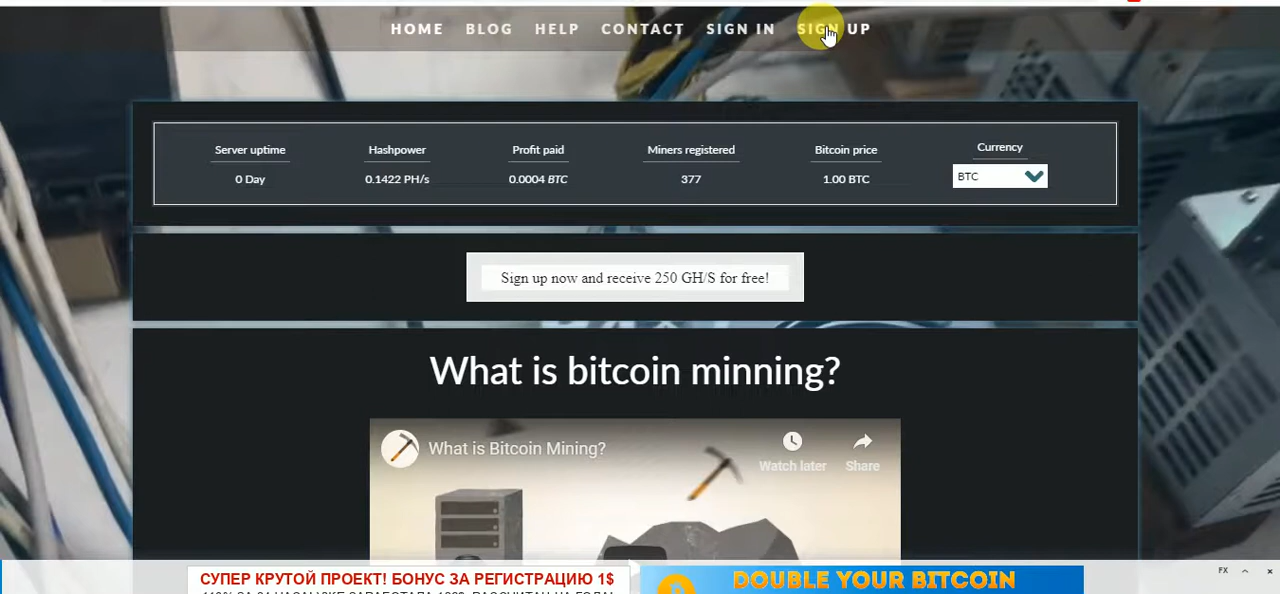 HOME BLOG HELP CONTACT SIGN IN SIGN UP
Server uptime Hashpower Profit paid Miners registered Bitcoin price Currency
0 Day 0.1422 PH/s 0.0004 BTC 377 1.00 BTC BTC
Sign up now and receive 250 GH/S for free!
What is bitcoin minning?
What is Bitcoin Mining?
Watch later Share
FX
СУПЕР КРУТОЙ ПРОЕКТ! БОНУС ЗА РЕГИСТРАЦИЮ 1$
DOUBLE YOUR BITCOIN